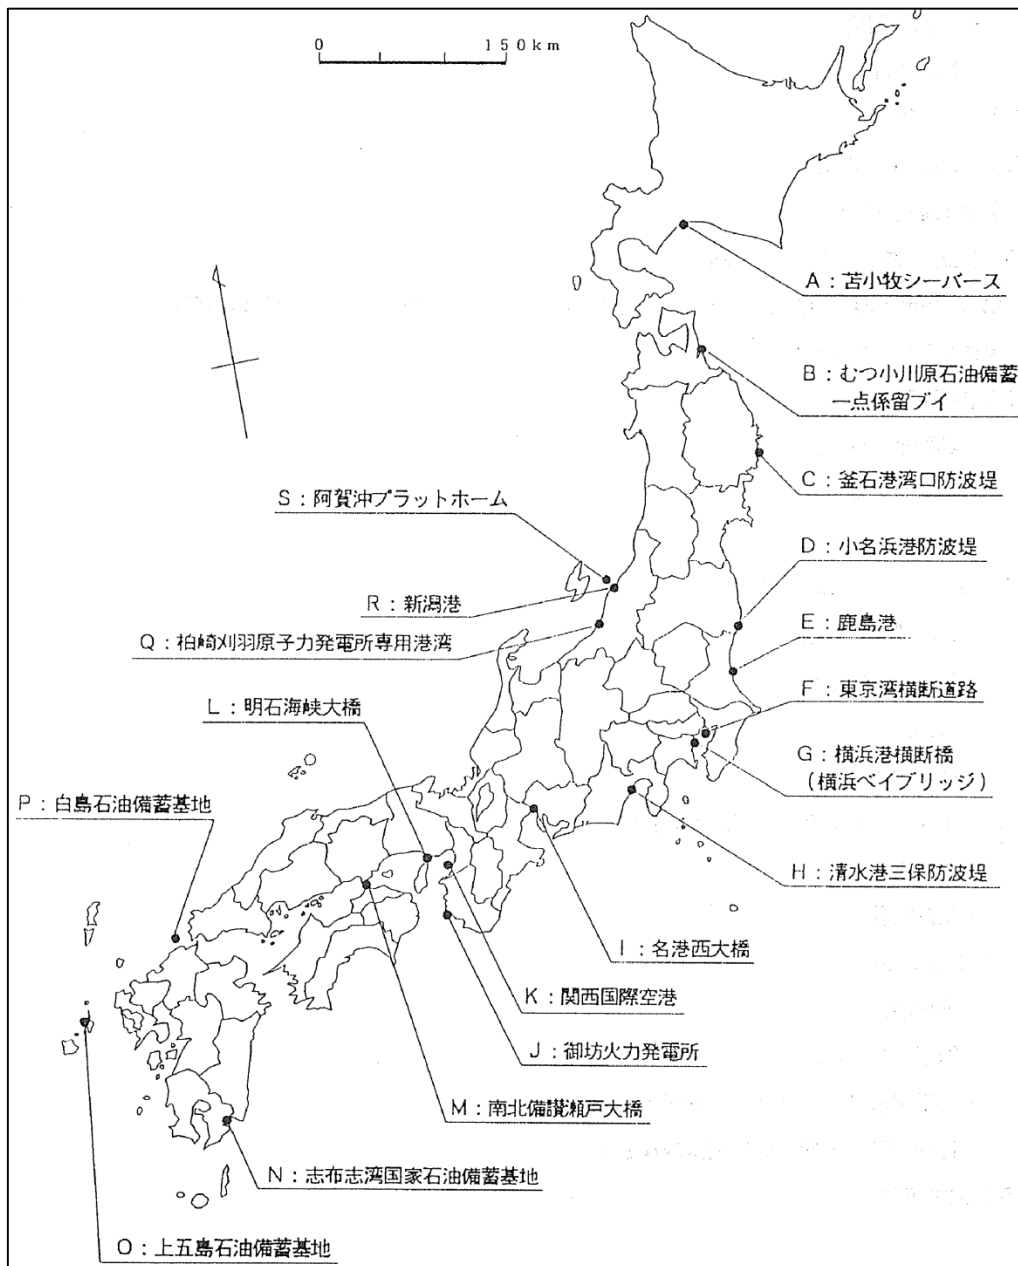 0 150km
A：苫小牧シーバース
B：むつ小川原石油備蓄
一点係留ブイ
C：釜石港湾口防波堤
S：阿賀沖プラットホーム
D：小名浜港防波堤
R：新潟港
E：鹿島港
Q：柏崎刈羽原子力発電所専用港湾
F：東京湾横断道路
L：明石海峡大橋
G：横浜港横断橋
(横浜ベイブリッジ)
P：白島石油備蓄基地
H：清水港三保防波堤
I：名港西大橋
K：関西国際空港
J：御坊火力発電所
M：南北備讃瀬戸大橋
N：志布志湾国家石油備蓄基地
O：上五島石油備蓄基地